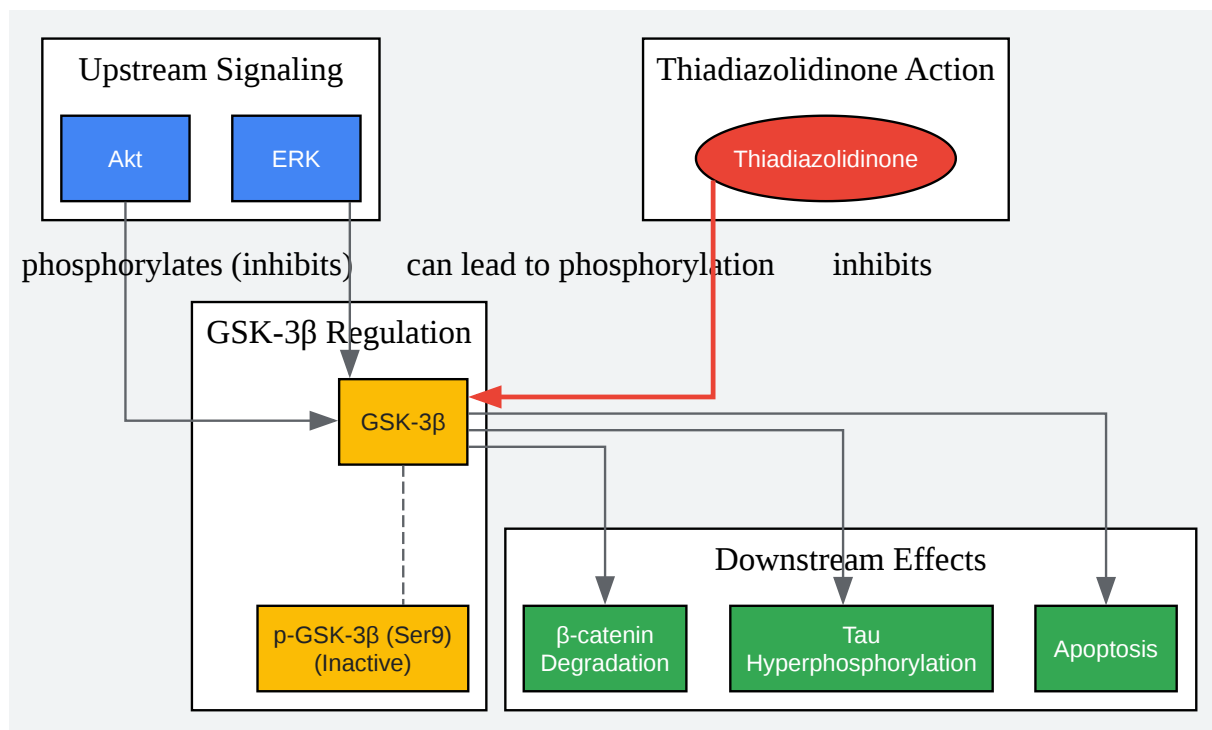 Upstream Signaling
Thiadiazolidinone Action
Akt
ERK
Thiadiazolidinone
phosphorylates (inhibits)
can lead to phosphorylation
inhibits
GSK-3β Regulation
GSK-3β
Downstream Effects
p-GSK-3β (Ser9)
(Inactive)
β-catenin
Degradation
Tau
Hyperphosphorylation
Apoptosis